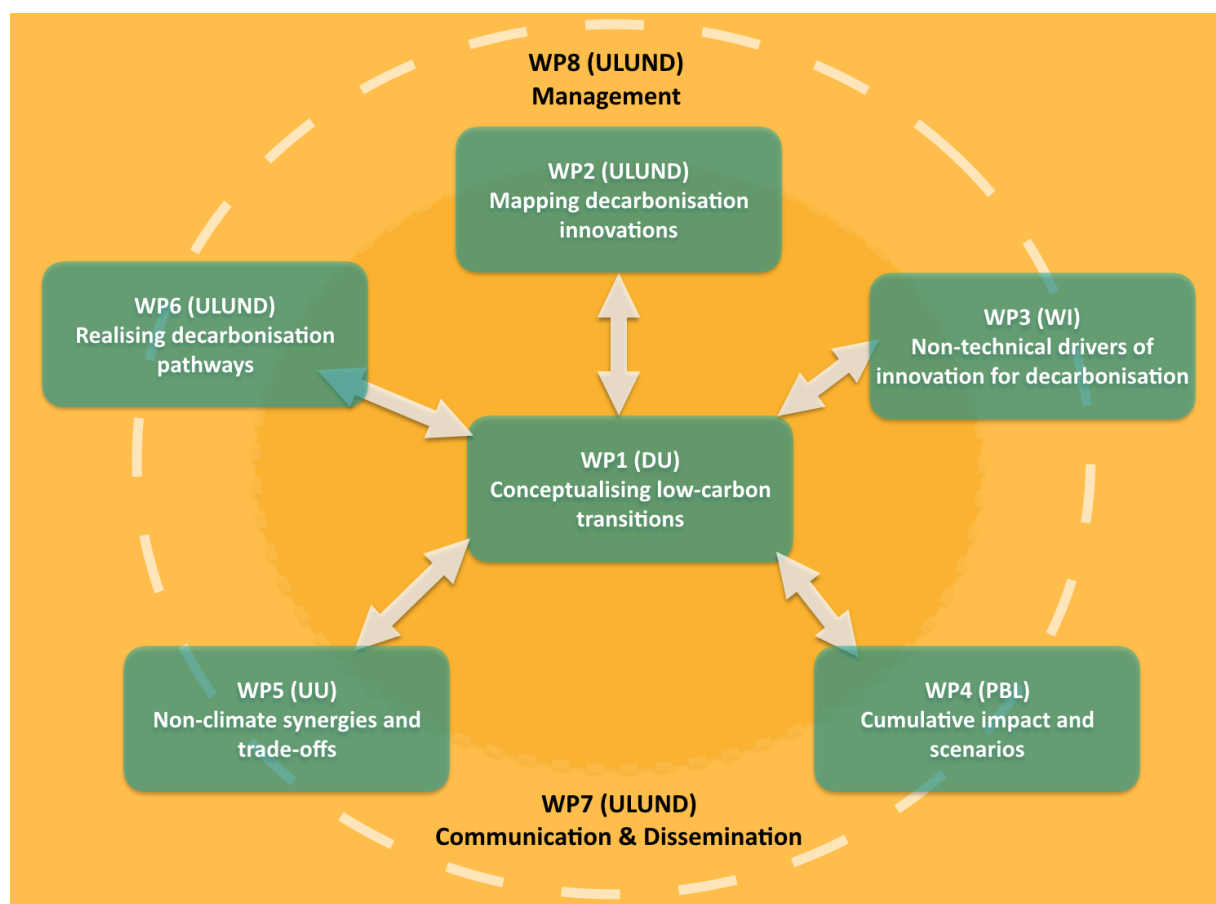 WP8 (ULUND)
Management
WP2 (ULUND)
Mapping decarbonisation
innovations
WP6 (ULUND)
Realising decarbonisation
pathways
WP3 (WI)
Non-technical drivers of
innovation for decarbonisation
WP1 (DU)
Conceptualising low-carbon
transitions
WP5 (UU)
Non-climate synergies and
trade-offs
WP4 (PBL)
Cumulative impact and
scenarios
WP7 (ULUND)
Communication & Dissemination